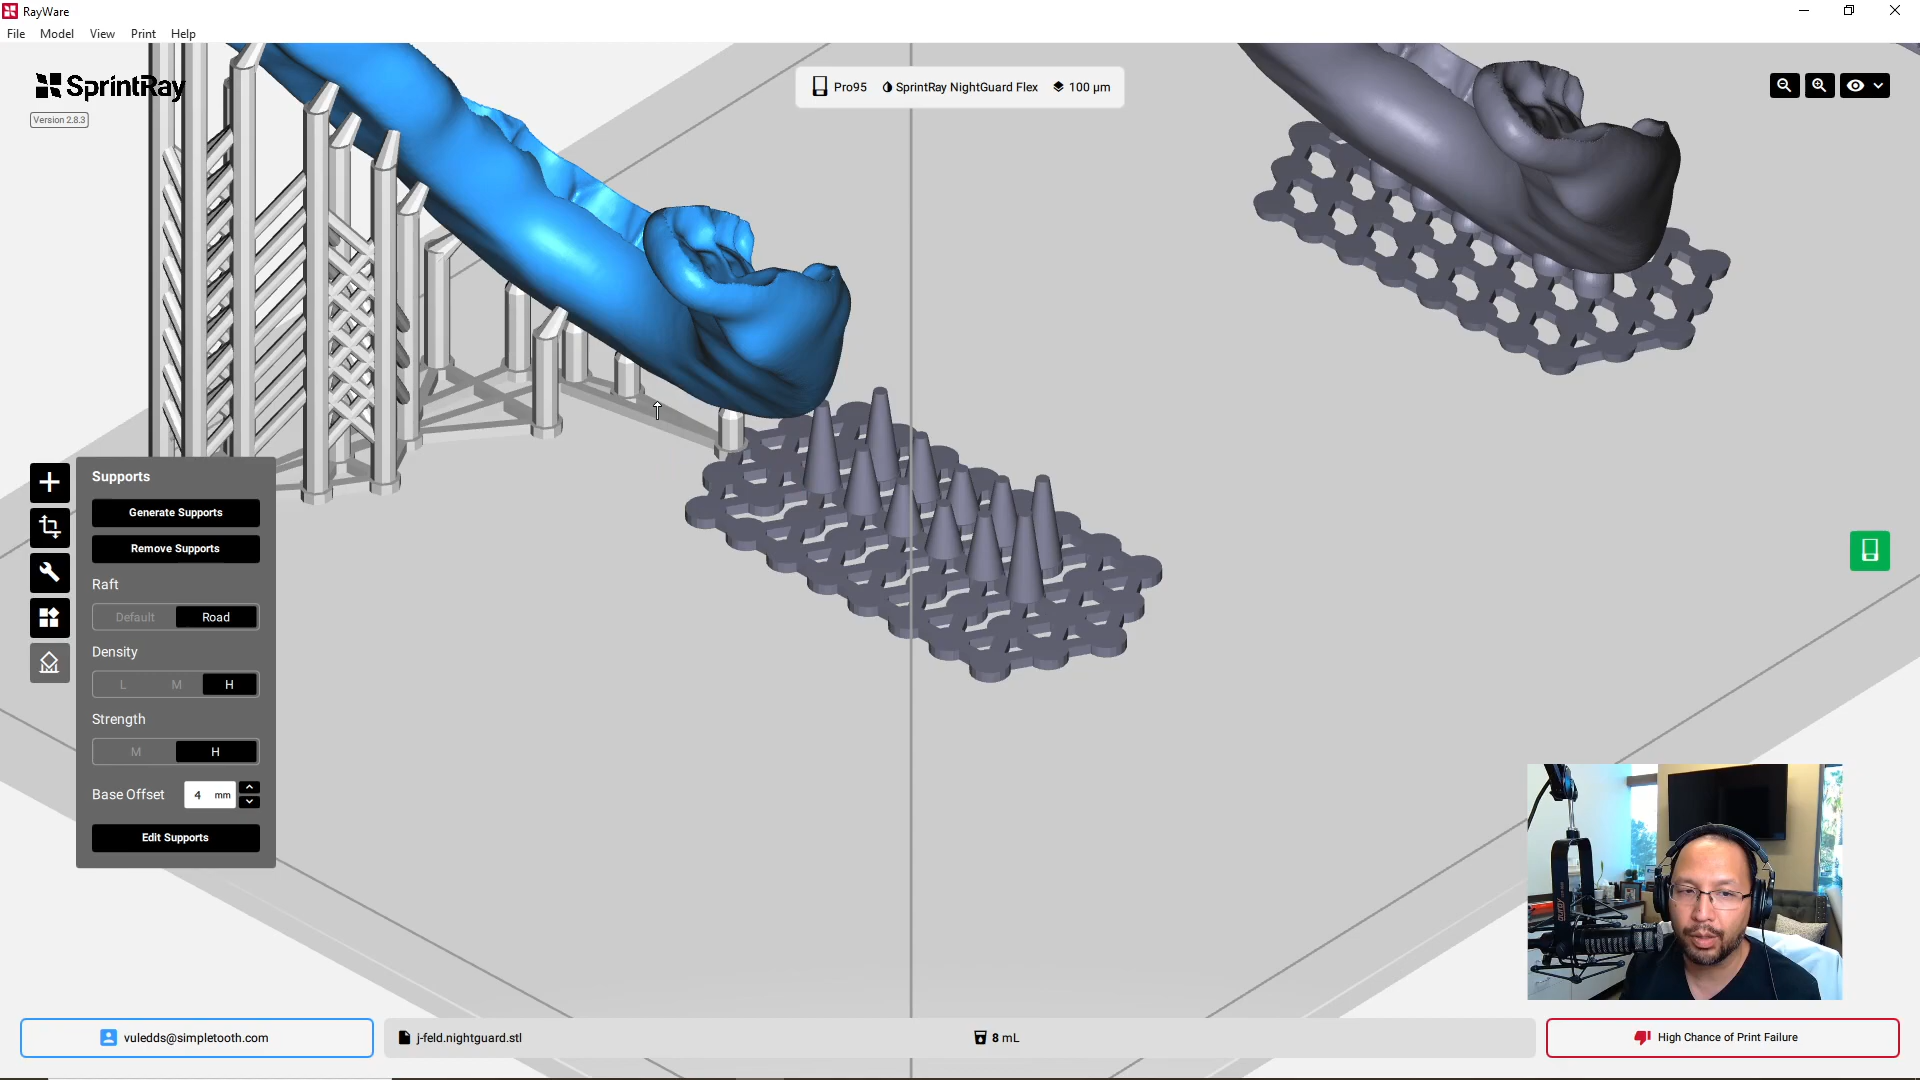 RayWare
File Model View Print Help
SprintRay
Version 2.8.3
Pro95 SprintRay NightGuard Flex 100 µm
Supports
Generate Supports
Remove Supports
Raft
Default Road
Density
L M H
Strength
M H
Base Offset 4 mm
Edit Supports
vuledds@simpletooth.com
j-feld.nightguard.stl
8 mL
High Chance of Print Failure